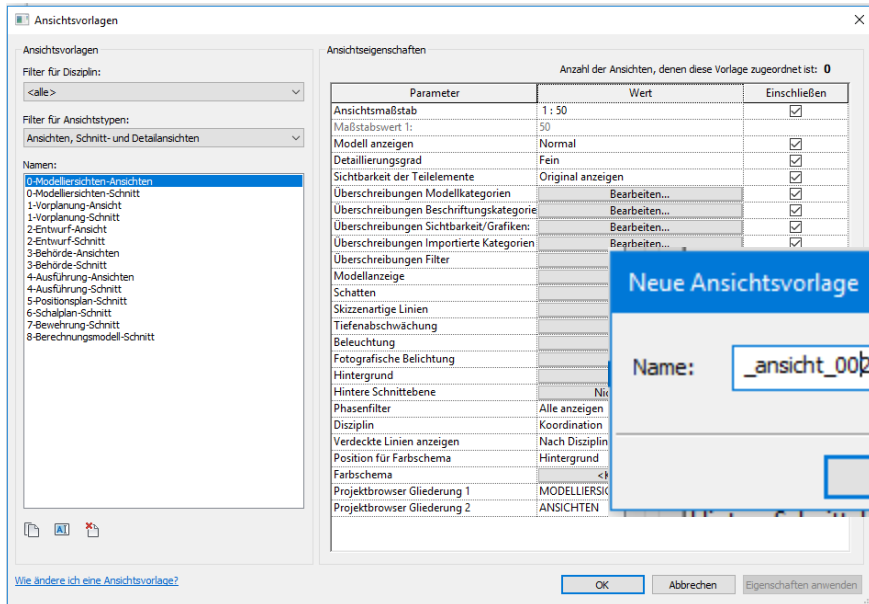 Ansichtsvorlagen
Ansichtsvorlagen
Filter für Disziplin:
<alle>
Filter für Ansichtstypen:
Ansichten, Schnitt- und Detailansichten
Namen:
0-Modelliersichten-Ansichten
0-Modelliersichten-Schnitt
1-Vorplanung-Ansicht
1-Vorplanung-Schnitt
2-Entwurf-Ansicht
2-Entwurf-Schnitt
3-Behörde-Ansichten
3-Behörde-Schnitt
4-Ausführung-Ansichten
4-Ausführung-Schnitt
5-Positionsplan-Schnitt
6-Schalplan-Schnitt
7-Bewehrung-Schnitt
8-Berechnungsmodell-Schnitt
Wie ändere ich eine Ansichtsvorlage?
Ansichtseigenschaften
Anzahl der Ansichten, denen diese Vorlage zugeordnet ist: 0
Parameter Wert Einschließen
Ansichtsmaßstab 1 : 50
Maßstabswert 1: 50
Modell anzeigen Normal
Detaillierungsgrad Fein
Sichtbarkeit der Teilelemente Original anzeigen
Überschreibungen Modellkategorien Bearbeiten...
Überschreibungen Beschriftungskategorie Bearbeiten...
Überschreibungen Sichtbarkeit/Grafiken: Bearbeiten...
Überschreibungen Importierte Kategorien Bearbeiten...
Überschreibungen Filter
Modellanzeige
Schatten
Skizzenartige Linien
Tiefenabschwächung
Beleuchtung
Fotografische Belichtung
Hintergrund
Hintere Schnittebene
Phasenfilter Alle anzeigen
Disziplin Koordination
Verdeckte Linien anzeigen Nach Disziplin
Position für Farbschema Hintergrund
Farbschema
Projektbrowser Gliederung 1 MODELLIERSIC
Projektbrowser Gliederung 2 ANSICHTEN
Neue Ansichtsvorlage
Name: _ansicht_002
OK Abbrechen Eigenschaften anwenden